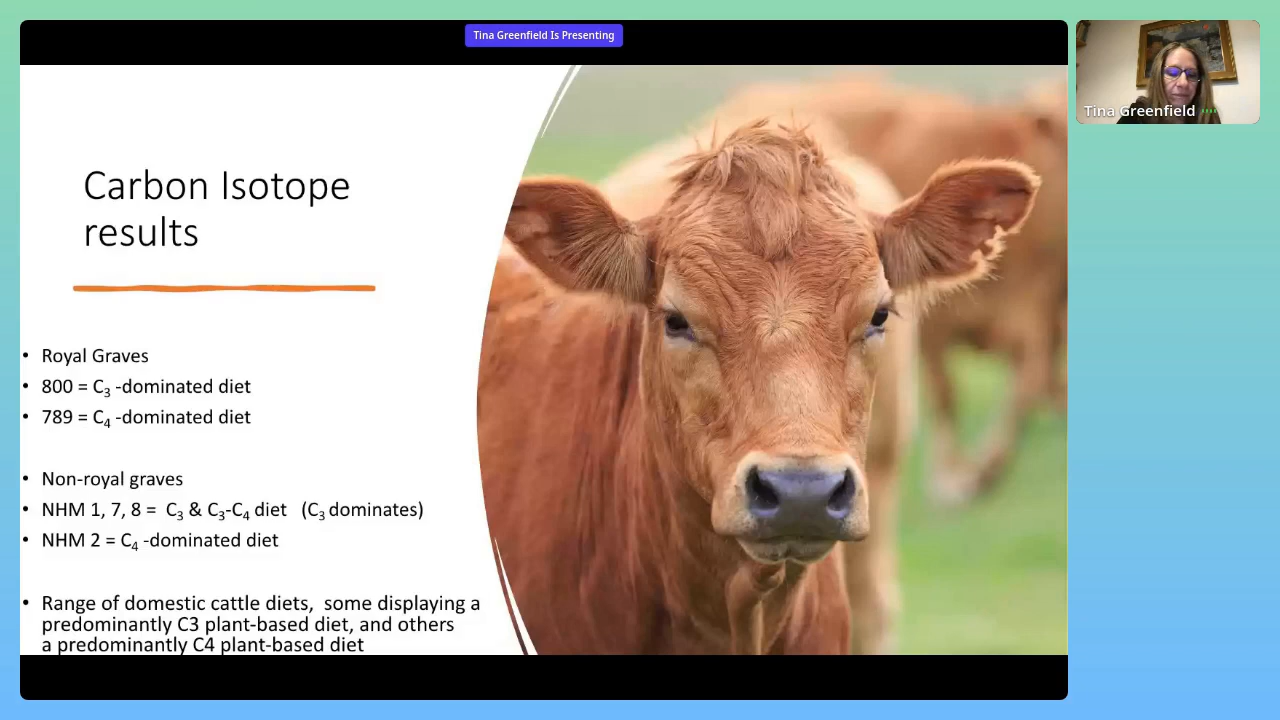 Tina Greenfield Is Presenting
Tina Greenfield
Carbon Isotope
results
• Royal Graves
• 800 = C₃ -dominated diet
• 789 = C₄ -dominated diet
• Non-royal graves
• NHM 1, 7, 8 = C₃ & C₃-C₄ diet (C₃ dominates)
• NHM 2 = C₄ -dominated diet
• Range of domestic cattle diets, some displaying a
predominantly C3 plant-based diet, and others
a predominantly C4 plant-based diet